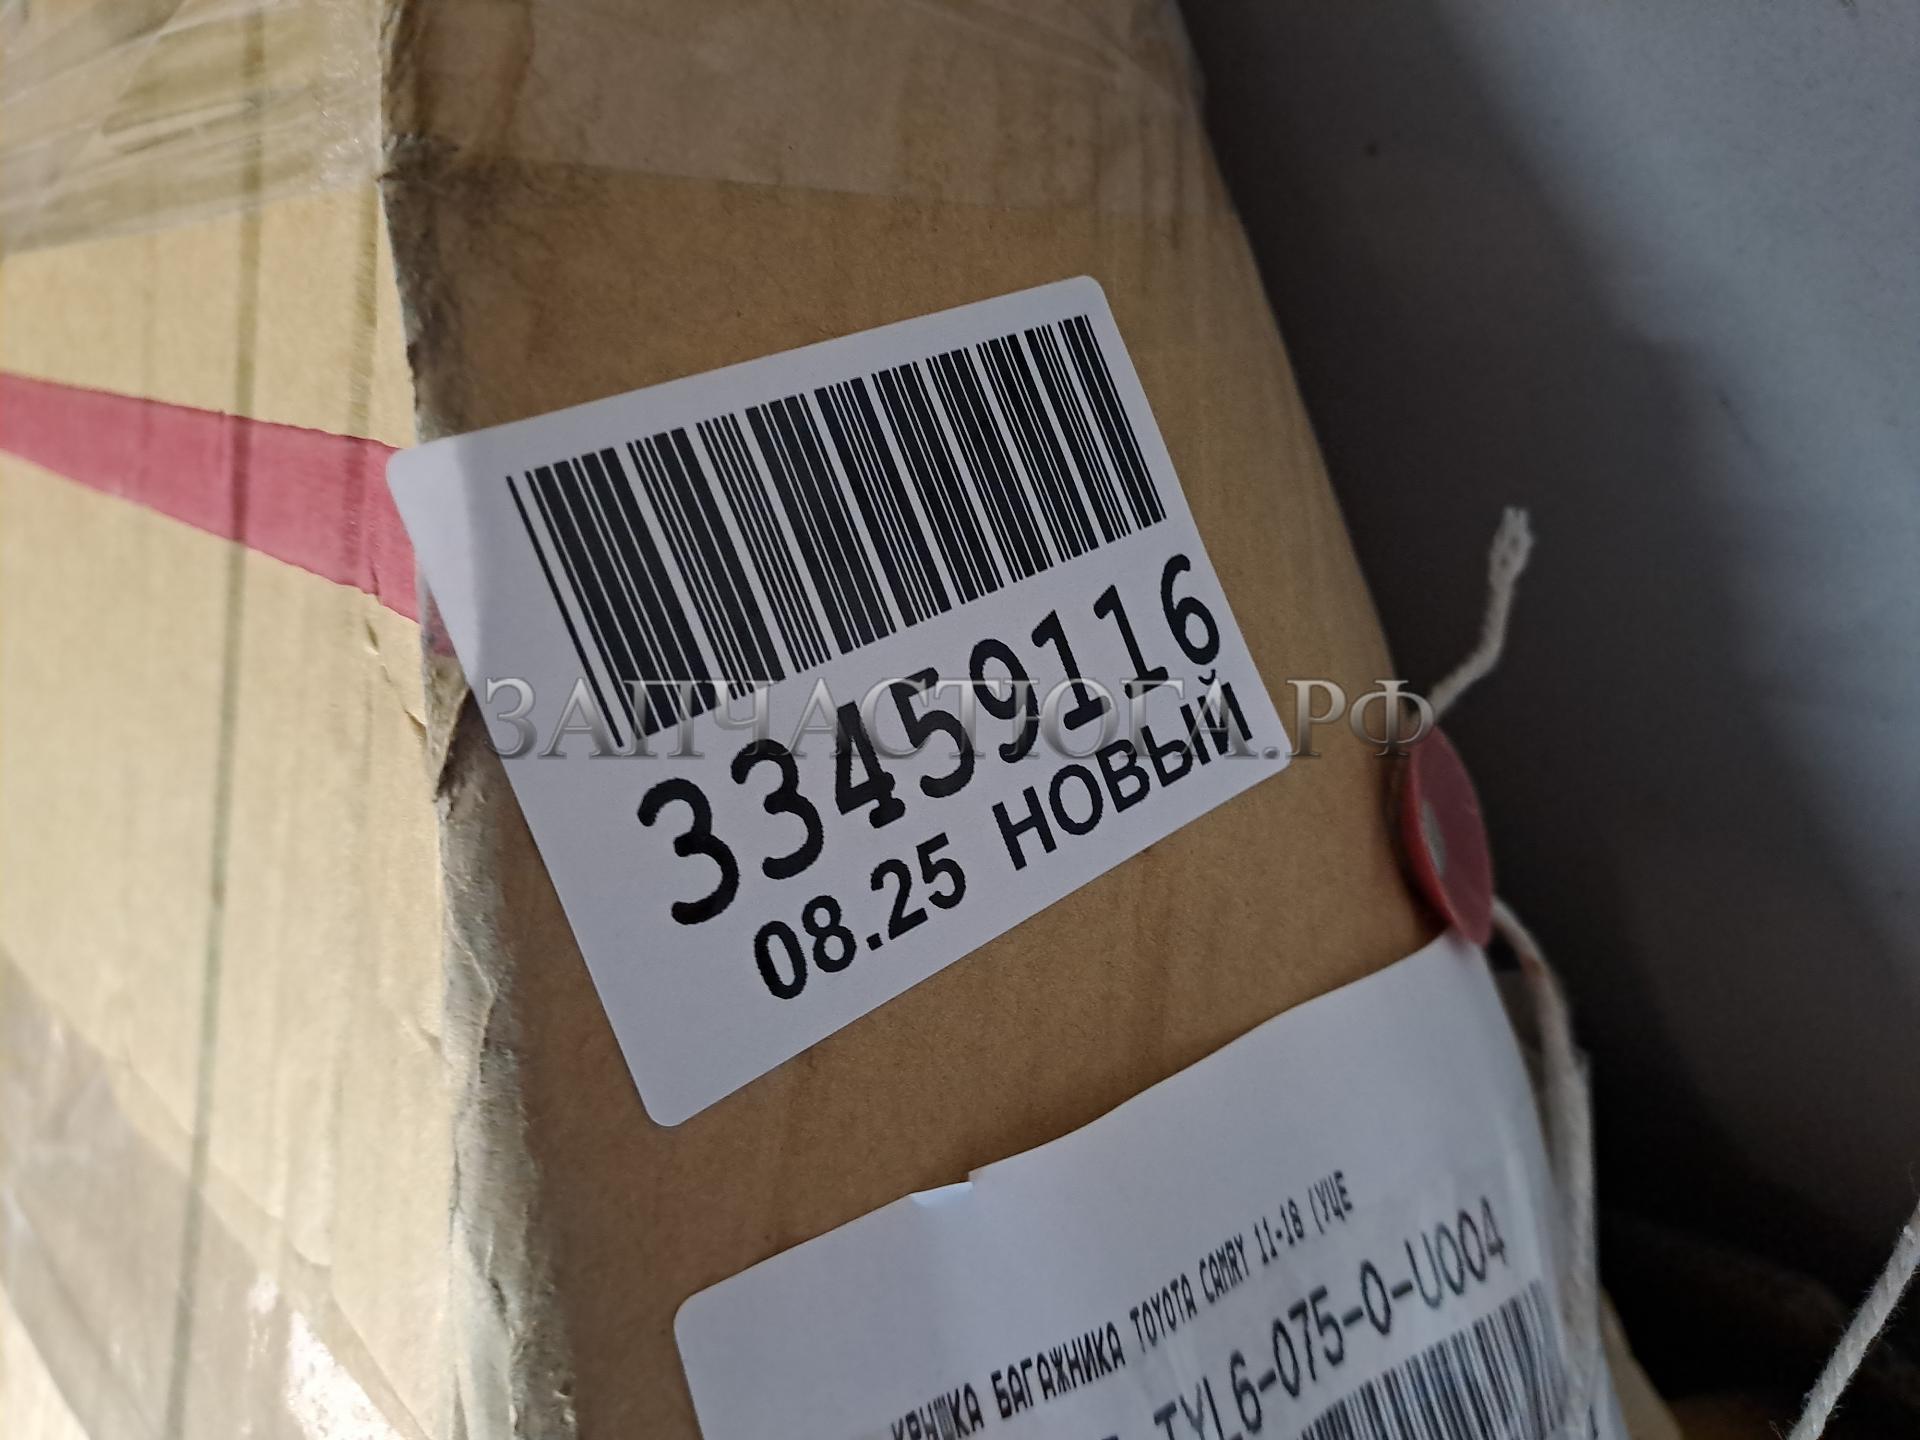 33459116
08.25 НОВЫЙ
ЗАПЧАСТЮГА.РФ
КРЫШКА БАГАЖНИКА TOYOTA CAMRY 11-18 (УЦЕ
TYL6-075-0-U004